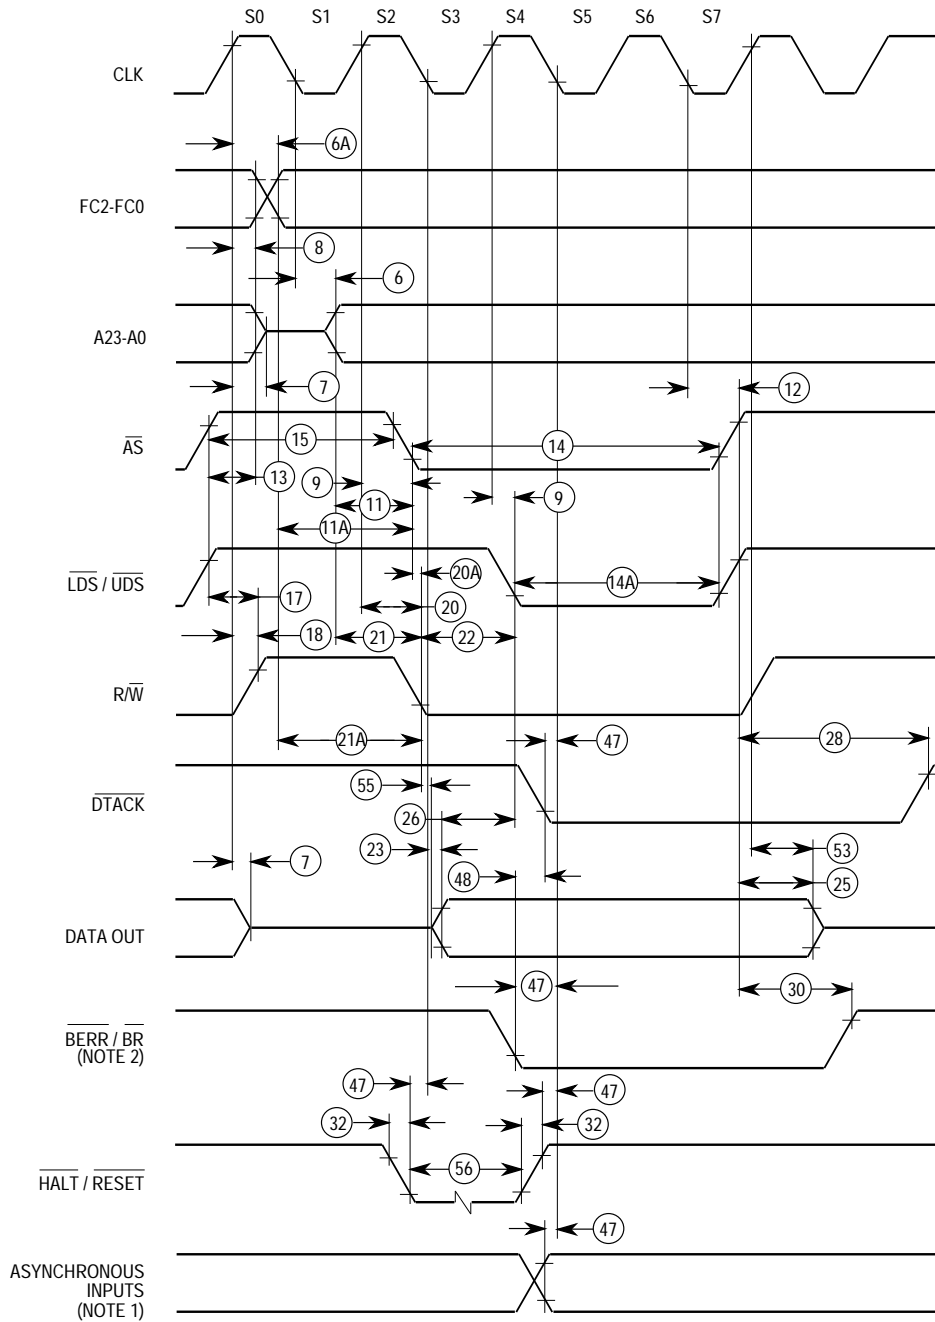 S0 S1 S2 S3 S4 S5 S6 S7
CLK
6A
FC2-FC0
8
6
A23-A0
7
12
AS
15
14
13
9
9
11
11A
20A
LDS / UDS
14A
17
20
18
21
22
R/W
21A
47
28
55
DTACK
26
23
53
7
48
25
DATA OUT
47
30
BERR / BR
(NOTE 2)
47
47
32
32
56
HALT / RESET
47
ASYNCHRONOUS
INPUTS
(NOTE 1)